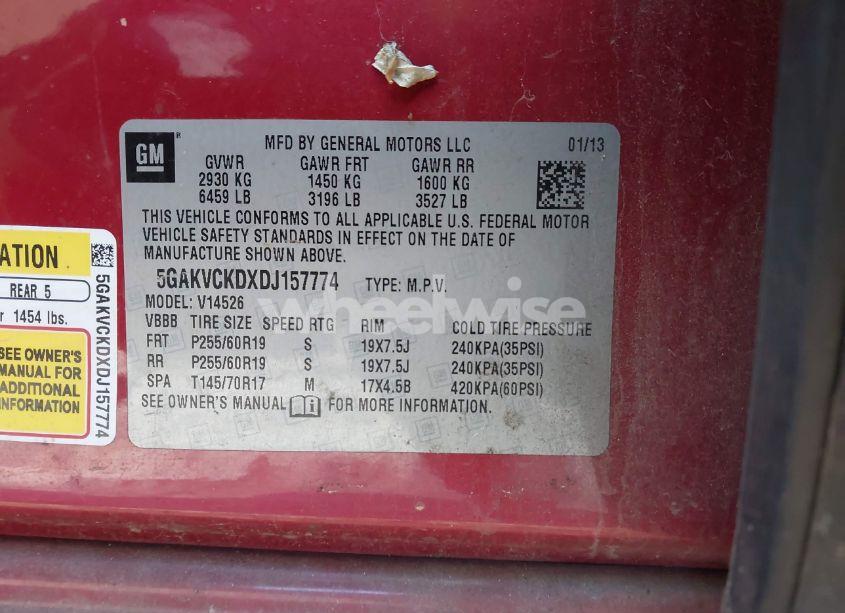 GM
MFD BY GENERAL MOTORS LLC 01/13
GVWR GAWR FRT GAWR RR
2930 KG 1450 KG 1600 KG
6459 LB 3196 LB 3527 LB
THIS VEHICLE CONFORMS TO ALL APPLICABLE U.S. FEDERAL MOTOR
VEHICLE SAFETY STANDARDS IN EFFECT ON THE DATE OF
MANUFACTURE SHOWN ABOVE.
5GAKVCKDXDJ157774 TYPE: M.P.V.
MODEL: V14526
VBBB TIRE SIZE SPEED RTG RIM COLD TIRE PRESSURE
FRT P255/60R19 S 19X7.5J 240KPA(35PSI)
RR P255/60R19 S 19X7.5J 240KPA(35PSI)
SPA T145/70R17 M 17X4.5B 420KPA(60PSI)
SEE OWNER'S MANUAL FOR MORE INFORMATION.
wheelwise
ATION
REAR 5
1454 lbs.
SEE OWNER'S
MANUAL FOR
ADDITIONAL
INFORMATION
5GAKVCKDXDJ157774